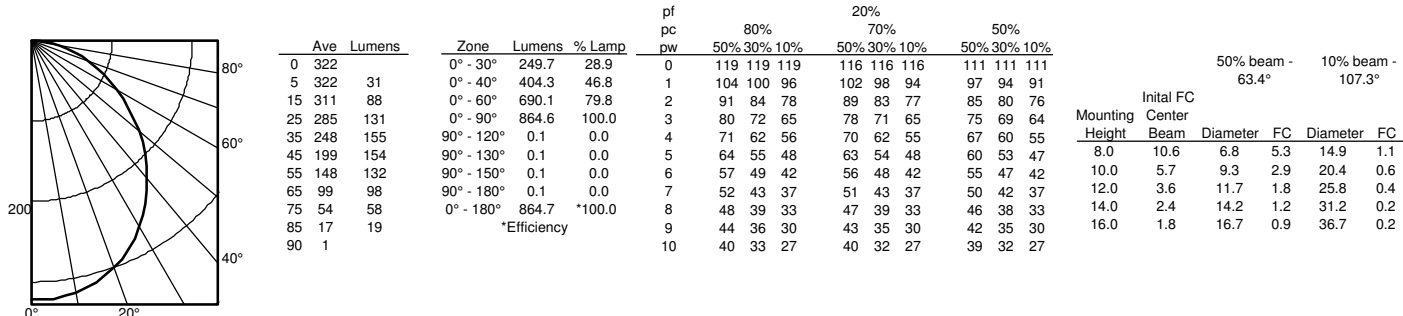 80°
60°
200
40°
0° 20°
Ave Lumens
0 322
5 322 31
15 311 88
25 285 131
35 248 155
45 199 154
55 148 132
65 99 98
75 54 58
85 17 19
90 1
Zone Lumens % Lamp
0° - 30° 249.7 28.9
0° - 40° 404.3 46.8
0° - 60° 690.1 79.8
0° - 90° 864.6 100.0
90° - 120° 0.1 0.0
90° - 130° 0.1 0.0
90° - 150° 0.1 0.0
90° - 180° 0.1 0.0
0° - 180° 864.7 *100.0
*Efficiency
pf 20%
pc 80% 70% 50%
pw 50% 30% 10% 50% 30% 10% 50% 30% 10%
0 119 119 119 116 116 116 111 111 111
1 104 100 96 102 98 94 97 94 91
2 91 84 78 89 83 77 85 80 76
3 80 72 65 78 71 65 75 69 64
4 71 62 56 70 62 55 67 60 55
5 64 55 48 63 54 48 60 53 47
6 57 49 42 56 48 42 55 47 42
7 52 43 37 51 43 37 50 42 37
8 48 39 33 47 39 33 46 38 33
9 44 36 30 43 35 30 42 35 30
10 40 33 27 40 32 27 39 32 27
50% beam - 10% beam -
63.4° 107.3°
Inital FC
Mounting Center
Height Beam Diameter FC Diameter FC
8.0 10.6 6.8 5.3 14.9 1.1
10.0 5.7 9.3 2.9 20.4 0.6
12.0 3.6 11.7 1.8 25.8 0.4
14.0 2.4 14.2 1.2 31.2 0.2
16.0 1.8 16.7 0.9 36.7 0.2